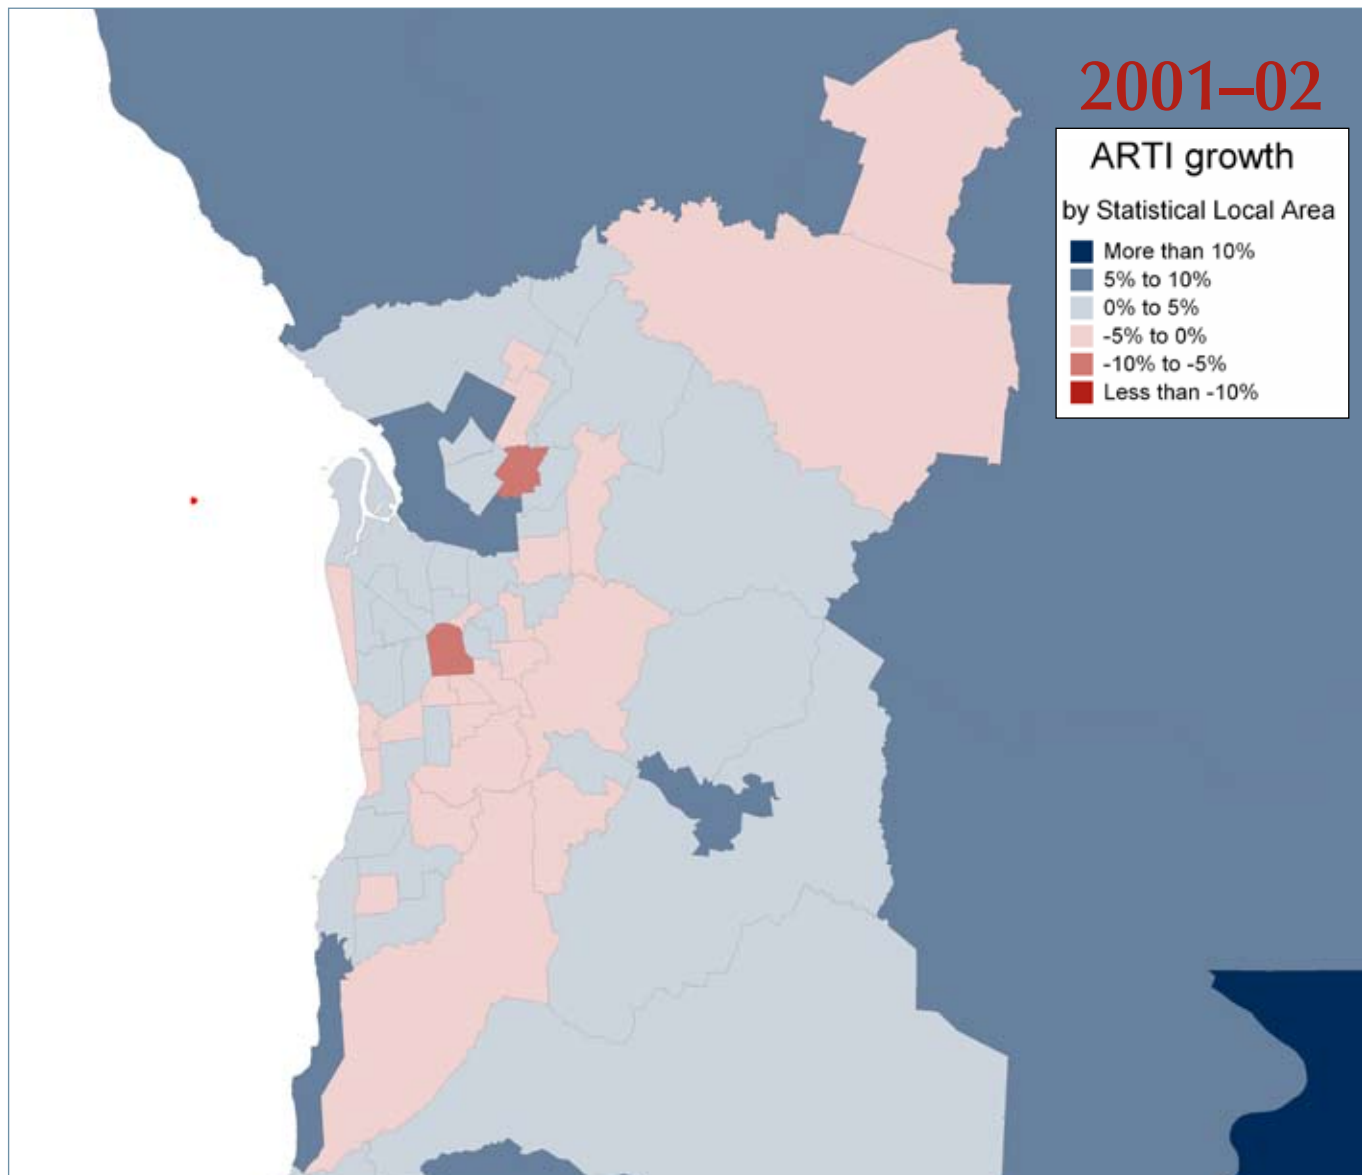 2001–02
ARTI growth
by Statistical Local Area
More than 10%
5% to 10%
0% to 5%
-5% to 0%
-10% to -5%
Less than -10%